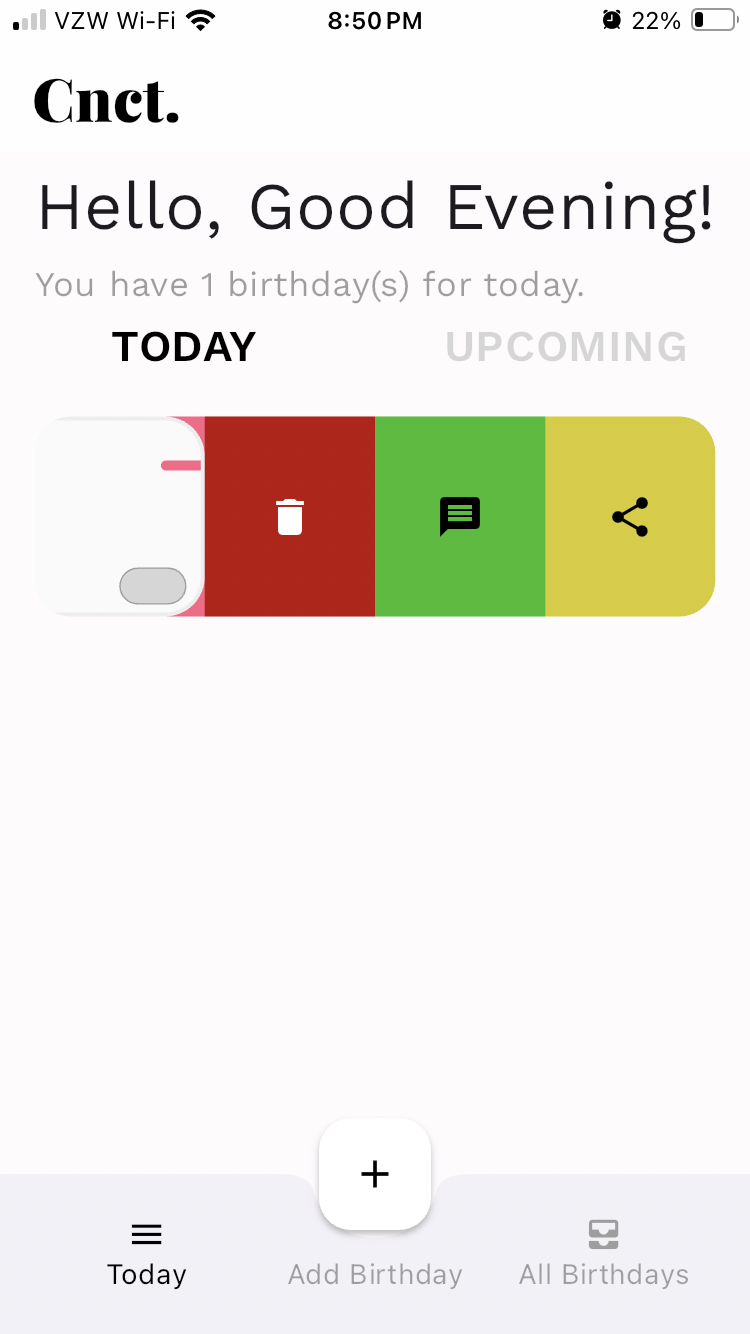 VZW Wi-Fi 8:50 PM 22%
Cnct.
Hello, Good Evening!
You have 1 birthday(s) for today.
TODAY UPCOMING
Today Add Birthday All Birthdays